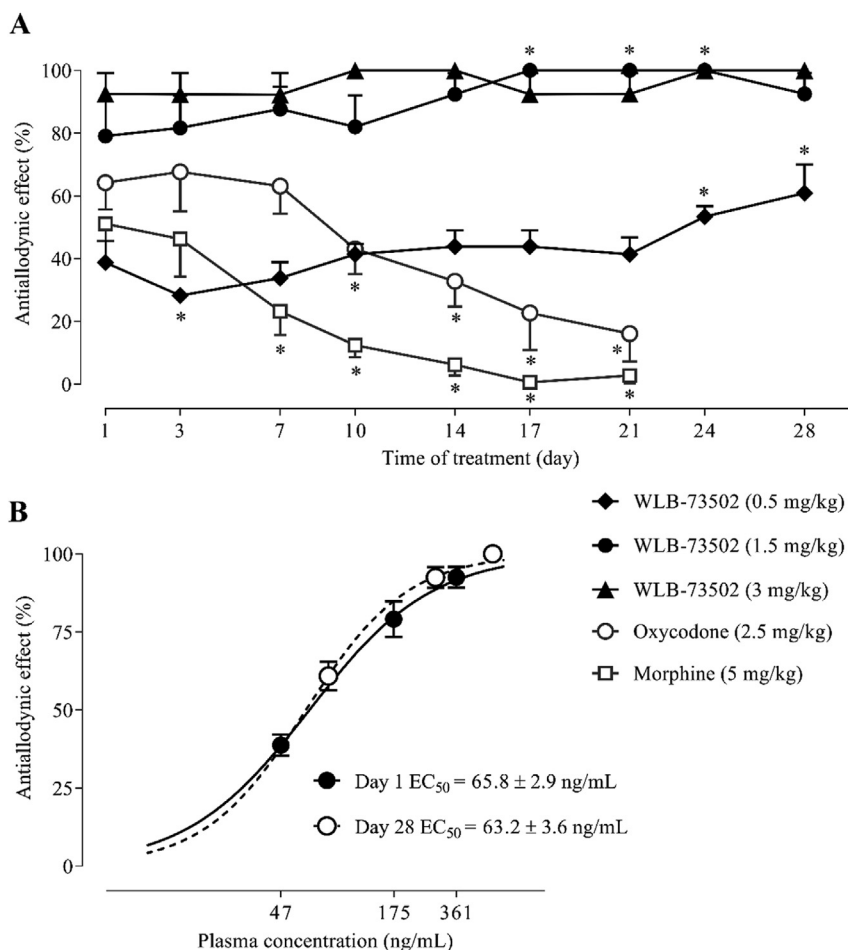 A
* * *
100
80
60
40
20
0
Antiallodynic effect (%)
* *
* * * * *
* * * * *
1 3 7 10 14 17 21 24 28
Time of treatment (day)
B
100
75
50
25
0
Antiallodynic effect (%)
Day 1 EC50 = 65.8 ± 2.9 ng/mL
Day 28 EC50 = 63.2 ± 3.6 ng/mL
47 175 361
Plasma concentration (ng/mL)
WLB-73502 (0.5 mg/kg)
WLB-73502 (1.5 mg/kg)
WLB-73502 (3 mg/kg)
Oxycodone (2.5 mg/kg)
Morphine (5 mg/kg)